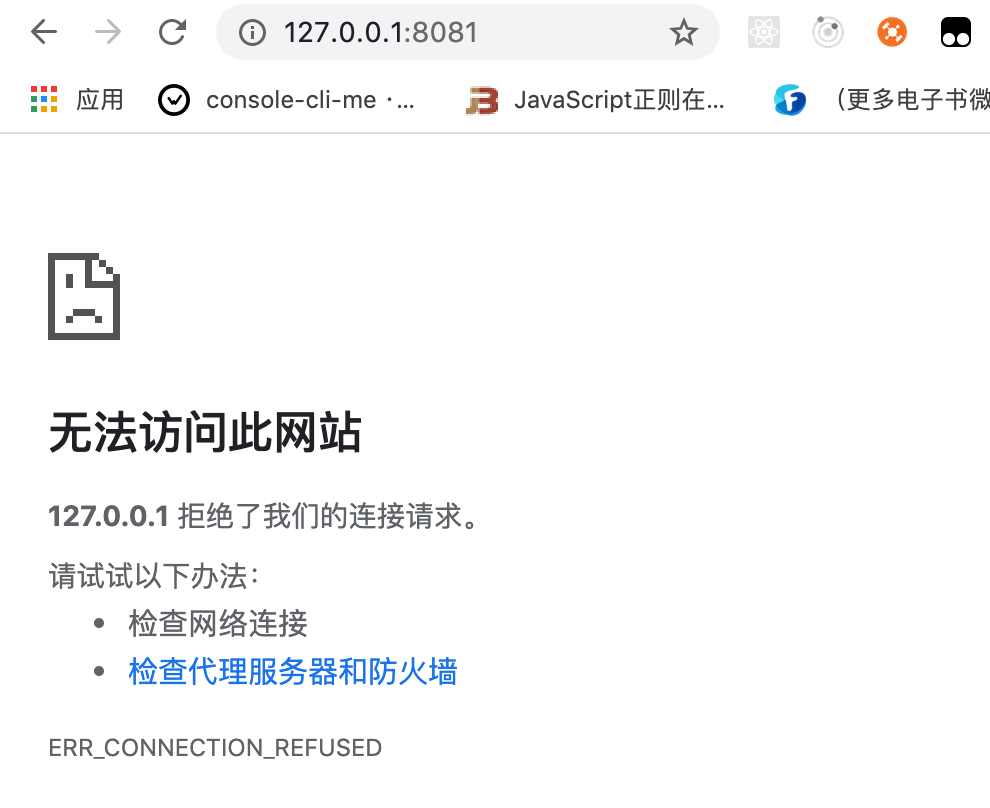 127.0.0.1:8081
应用 console-cli-me ·... JavaScript正则在... (更多电子书微
无法访问此网站
127.0.0.1 拒绝了我们的连接请求。
请试试以下办法：
• 检查网络连接
• 检查代理服务器和防火墙
ERR_CONNECTION_REFUSED